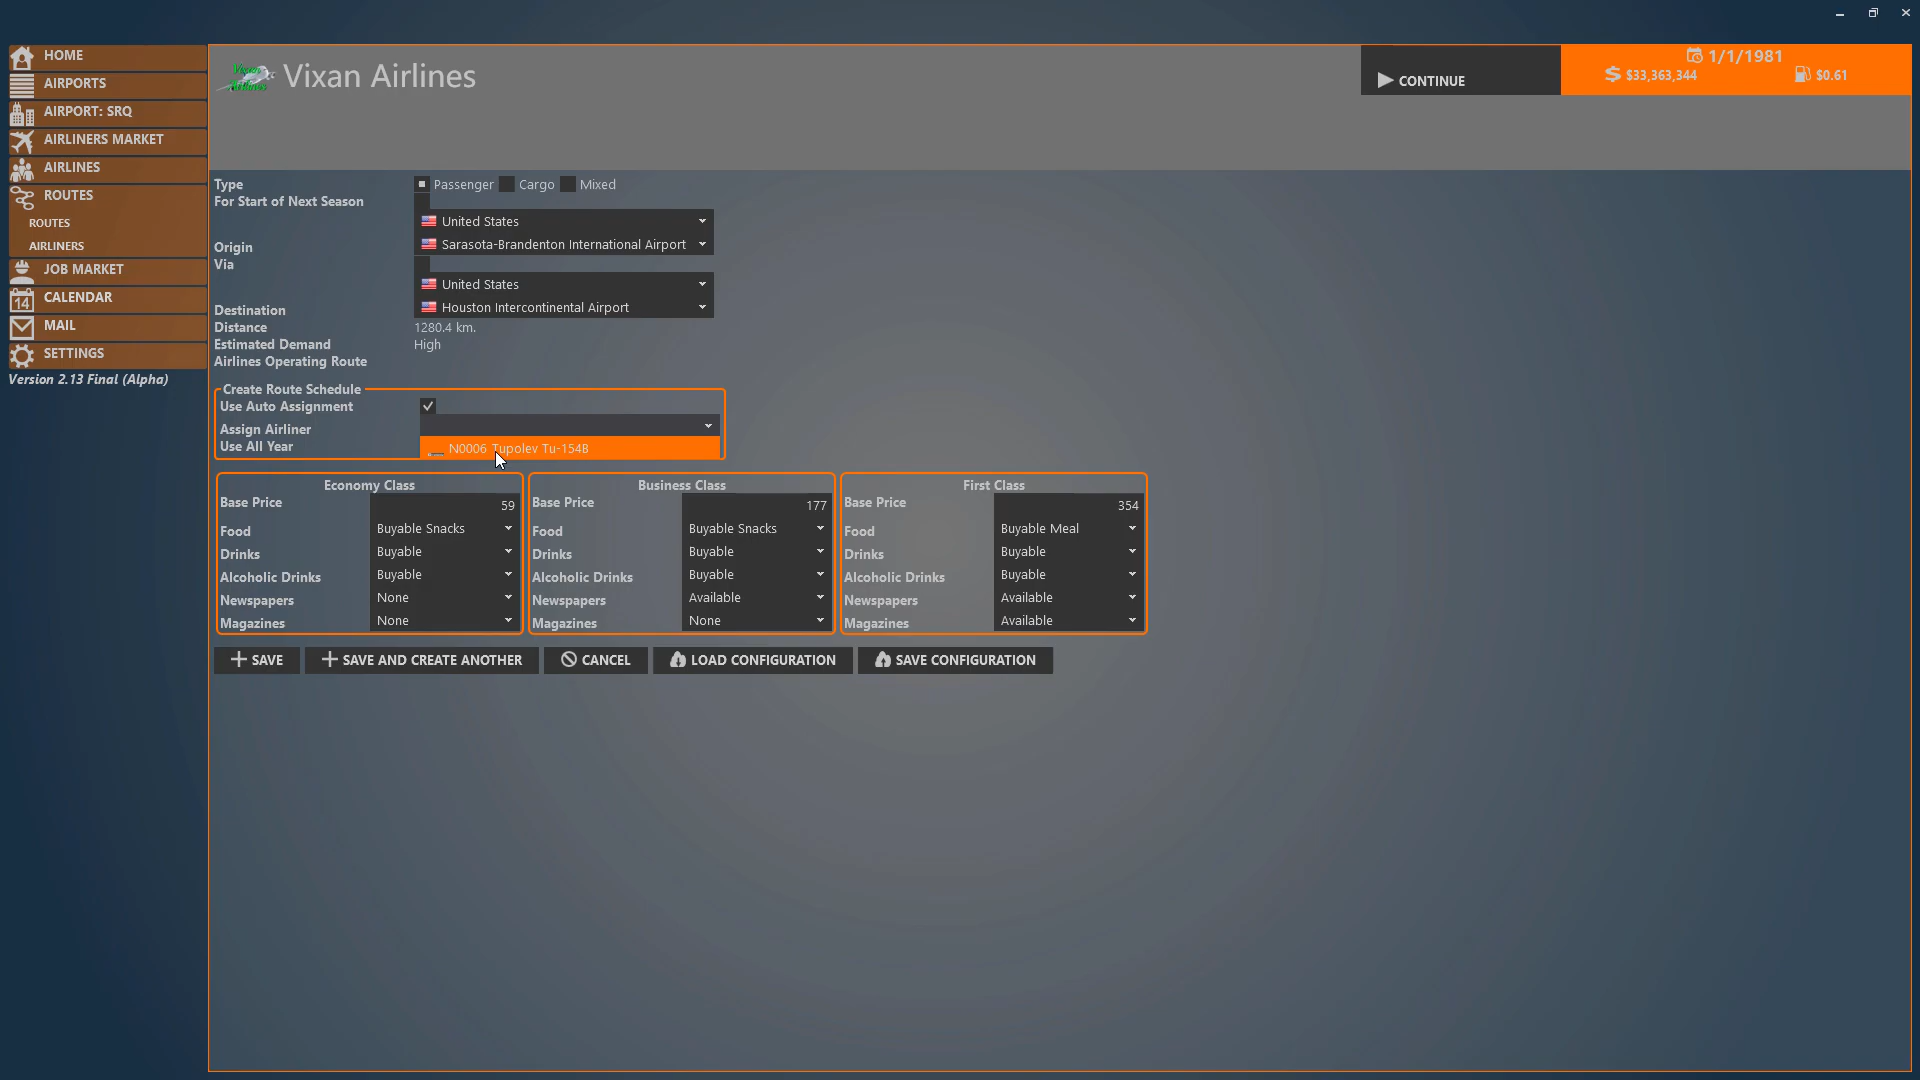 HOME
AIRPORTS
AIRPORT: SRQ
AIRLINERS MARKET
AIRLINES
ROUTES
ROUTES
AIRLINERS
JOB MARKET
14 CALENDAR
MAIL
SETTINGS
Version 2.13 Final (Alpha)
Vixan Airlines
Vixan Airlines
CONTINUE
1/1/1981
$33,363,344 $0.61
Type Passenger Cargo Mixed
For Start of Next Season
United States
Origin Sarasota-Brandenton International Airport
Via
United States
Destination Houston Intercontinental Airport
Distance 1280.4 km.
Estimated Demand High
Airlines Operating Route
Create Route Schedule
Use Auto Assignment
Assign Airliner
Use All Year N0006 Tupolev Tu-154B
Economy Class
Base Price 59
Food Buyable Snacks
Drinks Buyable
Alcoholic Drinks Buyable
Newspapers None
Magazines None
Business Class
Base Price 177
Food Buyable Snacks
Drinks Buyable
Alcoholic Drinks Buyable
Newspapers Available
Magazines None
First Class
Base Price 354
Food Buyable Meal
Drinks Buyable
Alcoholic Drinks Buyable
Newspapers Available
Magazines Available
SAVE SAVE AND CREATE ANOTHER CANCEL LOAD CONFIGURATION SAVE CONFIGURATION